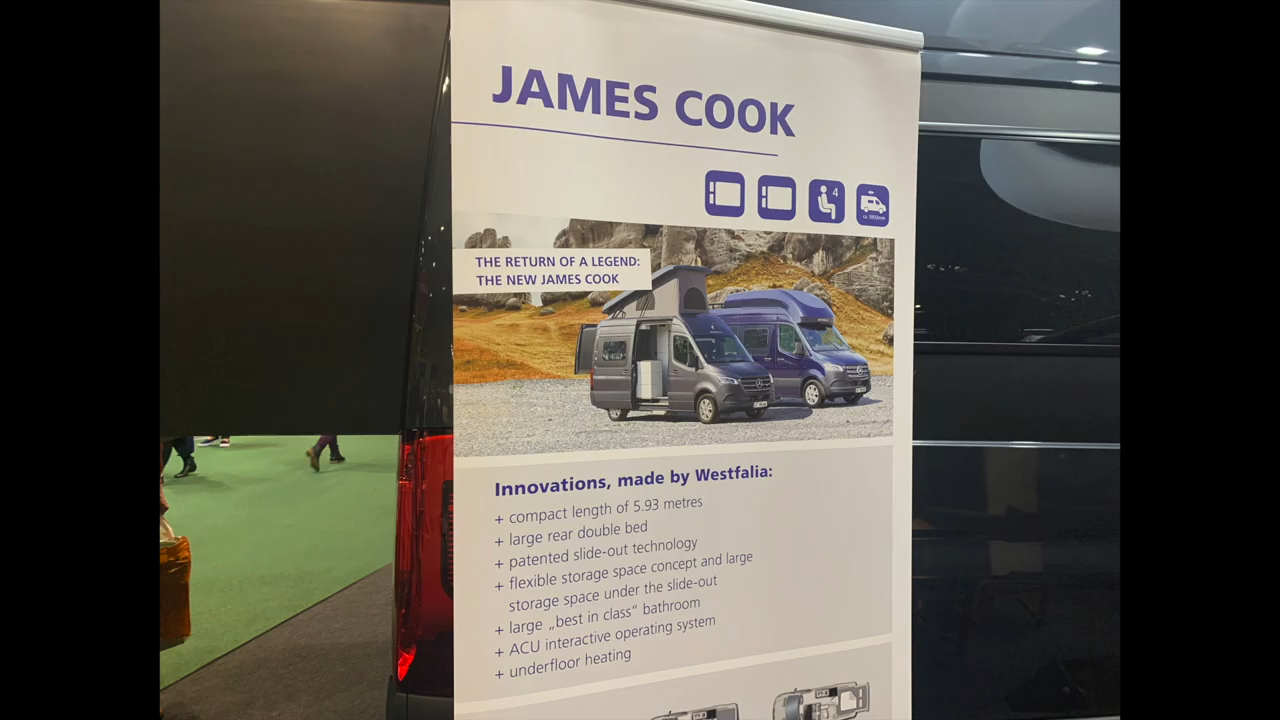 JAMES COOK
4
THE RETURN OF A LEGEND:
THE NEW JAMES COOK
Innovations, made by Westfalia:
+ compact length of 5.93 metres
+ large rear double bed
+ patented slide-out technology
+ flexible storage space concept and large
storage space under the slide-out
+ large „best in class“ bathroom
+ ACU interactive operating system
+ underfloor heating